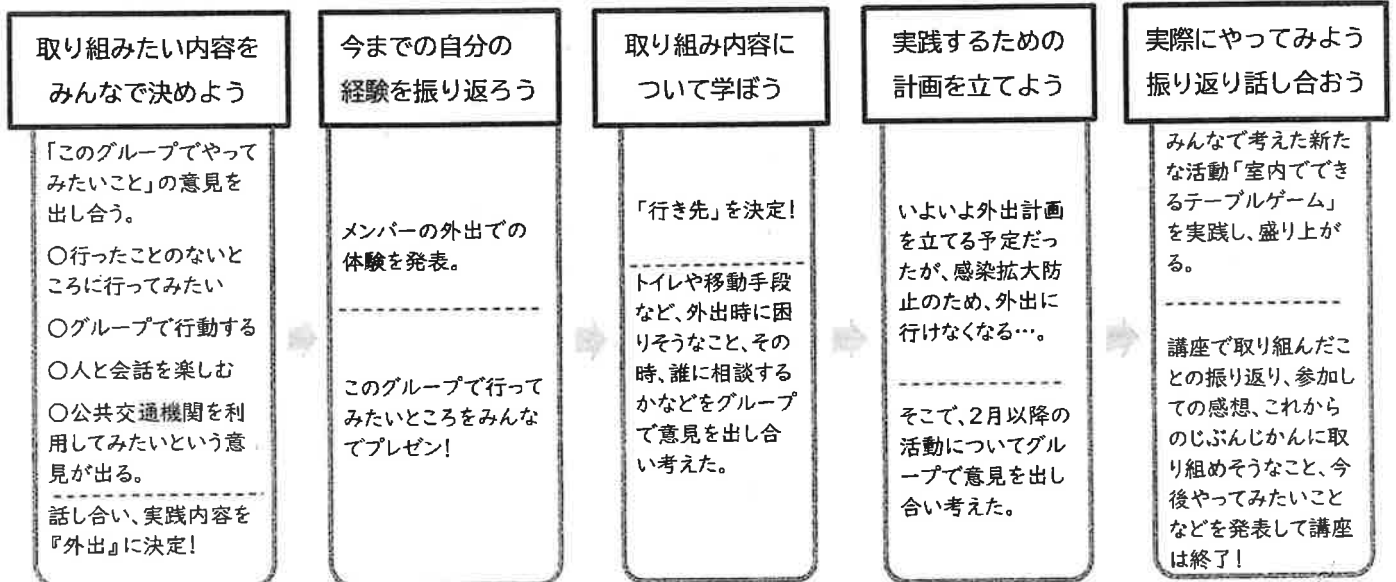 取り組みたい内容を
みんなで決めよう
「このグループでやって
みたいこと」の意見を
出し合う。
〇行ったことのないと
ころに行ってみたい
〇グループで行動する
〇人と会話を楽しむ
〇公共交通機関を利
用してみたいという意
見が出る。
話し合い、実践内容を
『外出』に決定!
今までの自分の
経験を振り返ろう
メンバーの外出での
体験を発表。
このグループで行って
みたいところをみんな
でプレゼン!
取り組み内容に
ついて学ぼう
「行き先」を決定!
トイレや移動手段
など、外出時に困
りそうなこと、その
時、誰に相談する
かなどをグループ
で意見を出し合
い考えた。
実践するための
計画を立てよう
いよいよ外出計画
を立てる予定だっ
たが、感染拡大防
止のため、外出に
行けなくなる…。
そこで、2月以降の
活動についてグル
ープで意見を出し
合い考えた。
実際にやってみよう
振り返り話し合おう
みんなで考えた新た
な活動「室内ででき
るテーブルゲーム」
を実践し、盛り上が
る。
講座で取り組んだこ
との振り返り、参加し
ての感想、これから
のじぶんじかんに取
り組めそうなこと、今
後やってみたいこと
などを発表して講座
は終了!